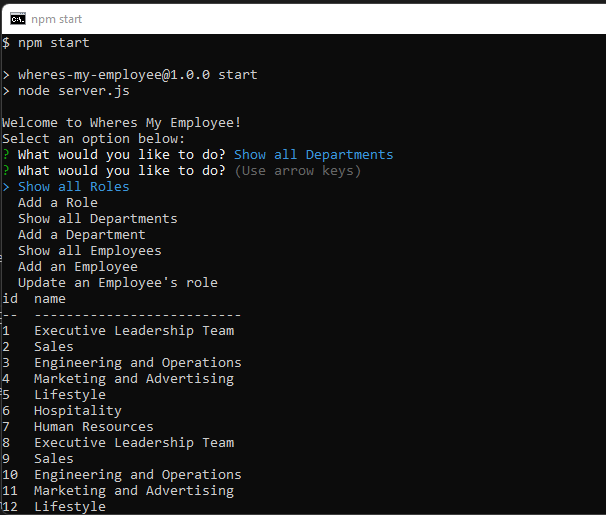 npm start
$ npm start
> wheres-my-employee@1.0.0 start
> node server.js
Welcome to Wheres My Employee!
Select an option below:
? What would you like to do? Show all Departments
? What would you like to do? (Use arrow keys)
> Show all Roles
Add a Role
Show all Departments
Add a Department
Show all Employees
Add an Employee
Update an Employee's role
id name
-- --------------------------
1 Executive Leadership Team
2 Sales
3 Engineering and Operations
4 Marketing and Advertising
5 Lifestyle
6 Hospitality
7 Human Resources
8 Executive Leadership Team
9 Sales
10 Engineering and Operations
11 Marketing and Advertising
12 Lifestyle